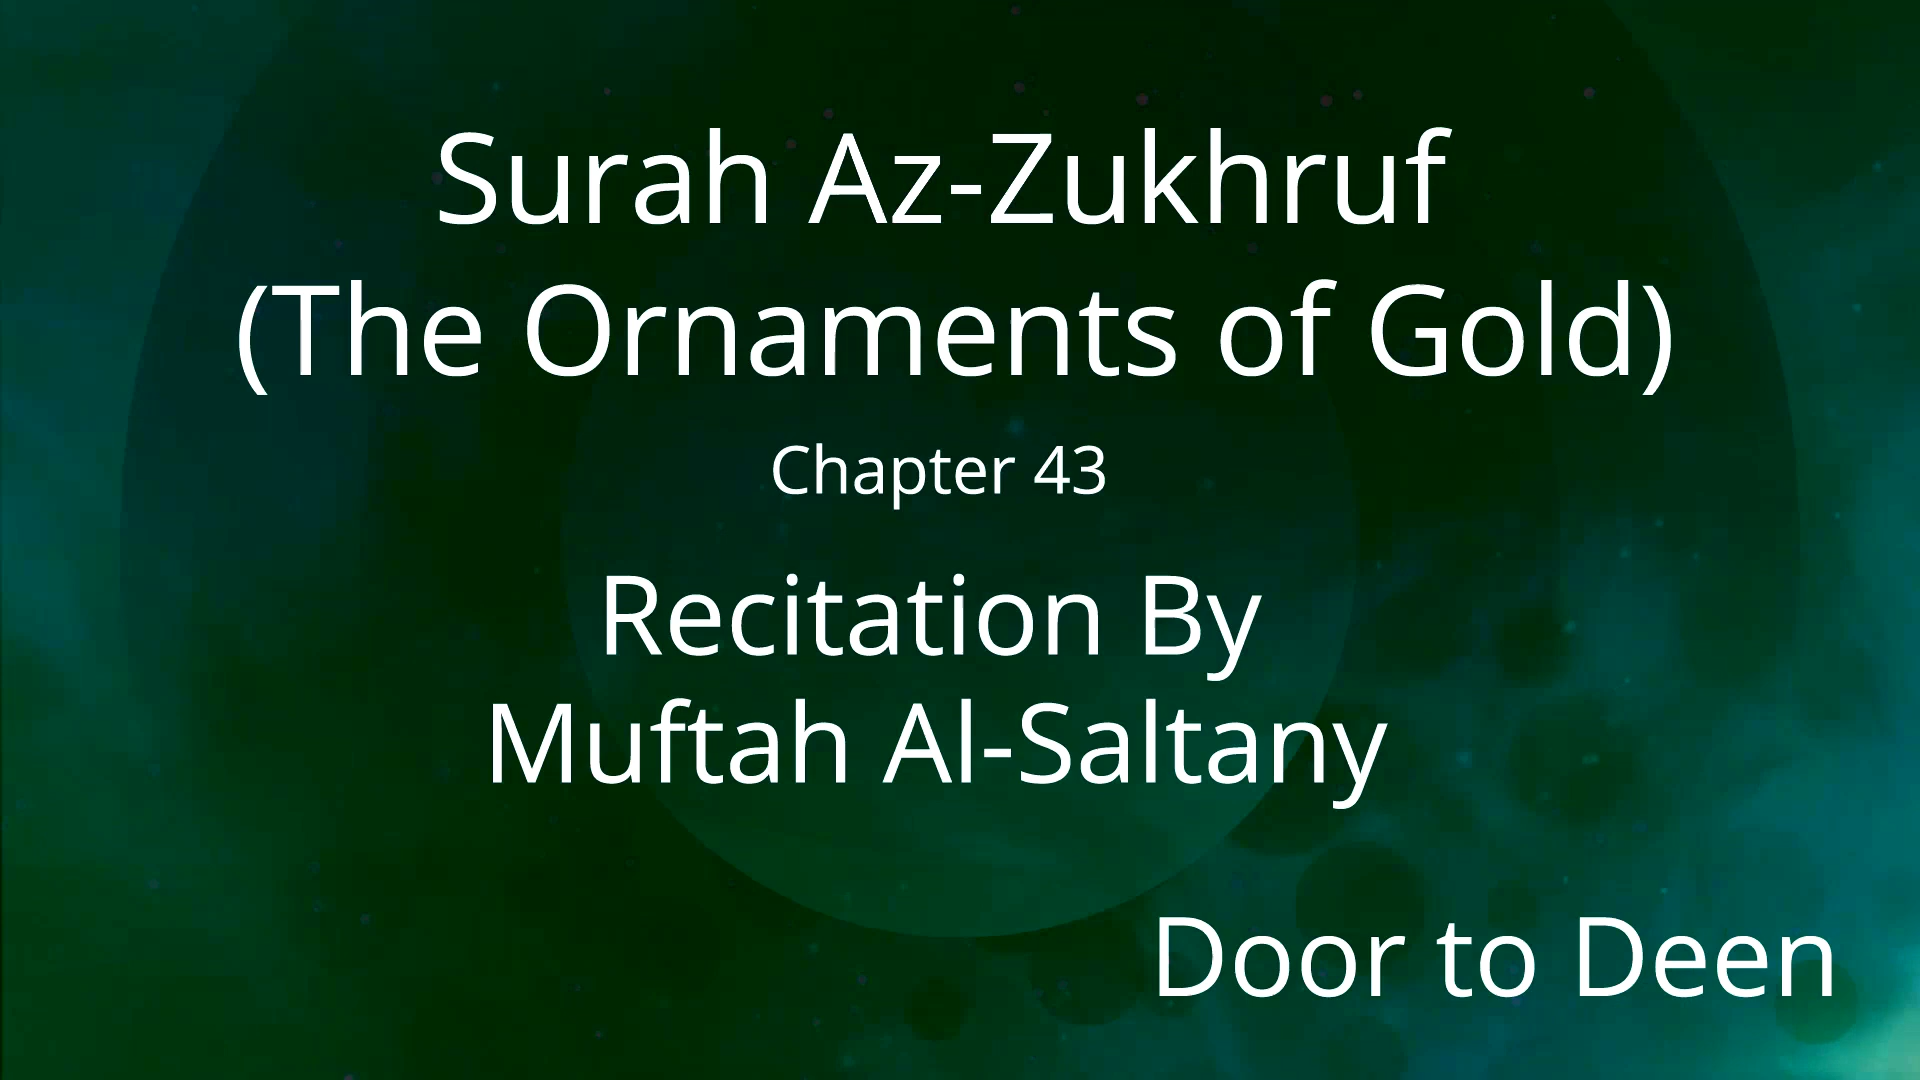 Surah Az-Zukhruf
(The Ornaments of Gold)
Chapter 43
Recitation By
Muftah Al-Saltany
Door to Deen